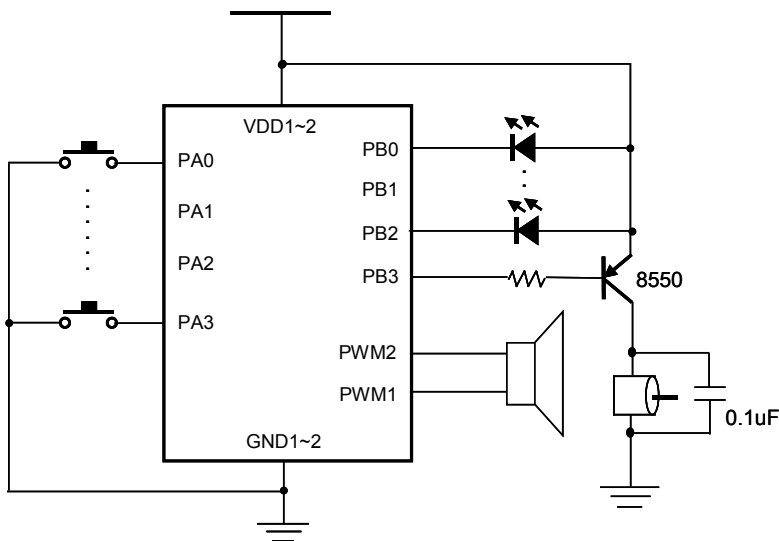 VDD1~2
PA0
PA1
PA2
PA3
PB0
PB1
PB2
PB3
8550
PWM2
PWM1
0.1uF
GND1~2